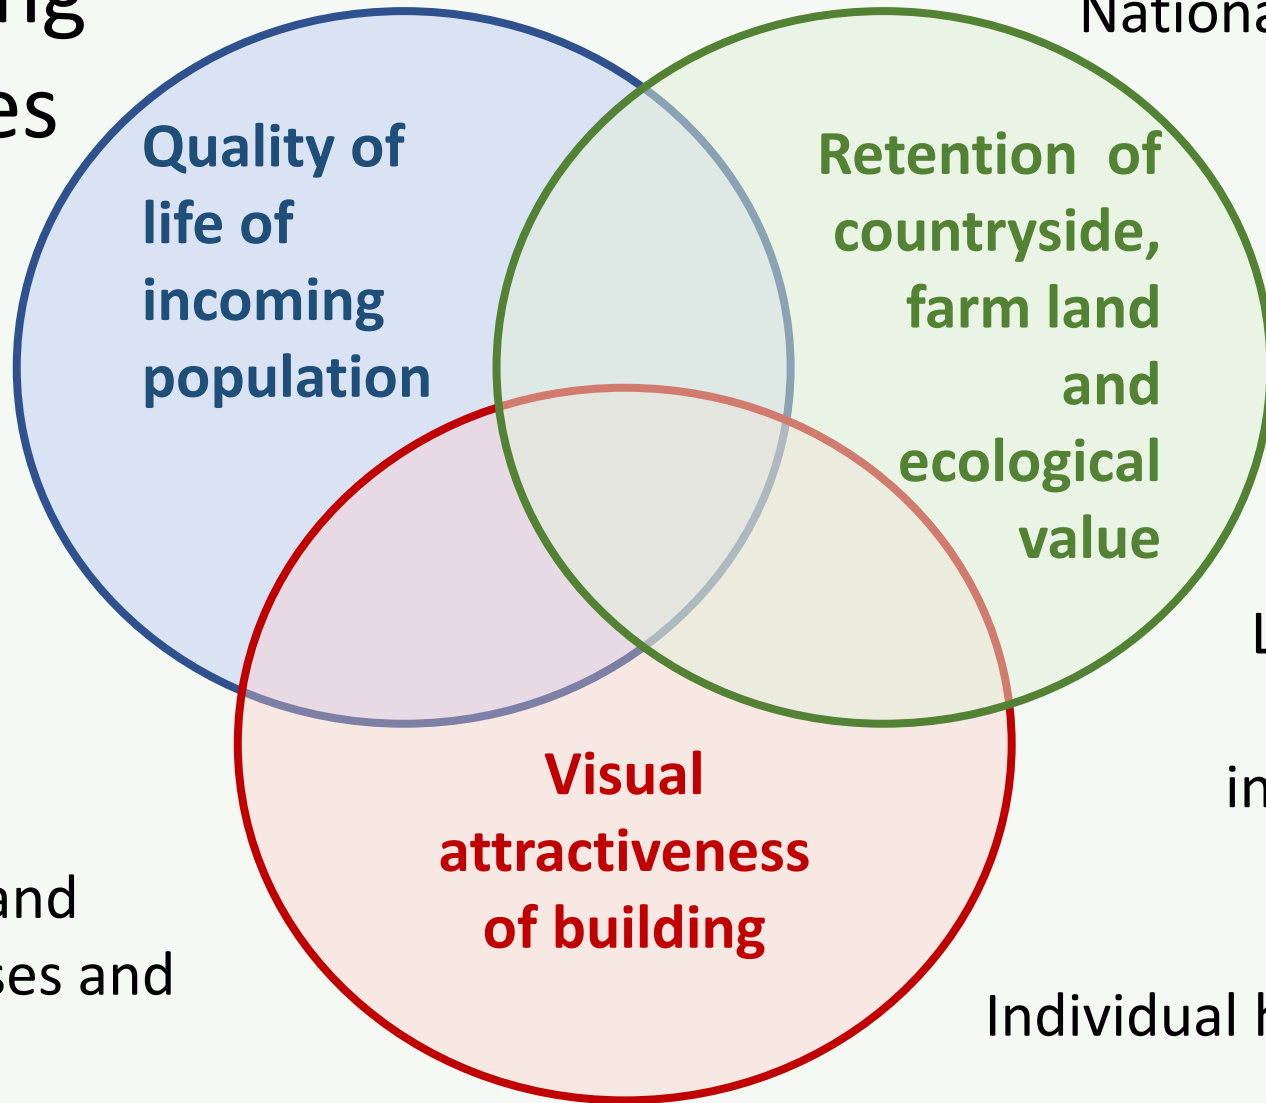 Quality of
life of
incoming
population
Retention of
countryside,
farm land
and
ecological
value
Visual
attractiveness
of building
and
and
Individual